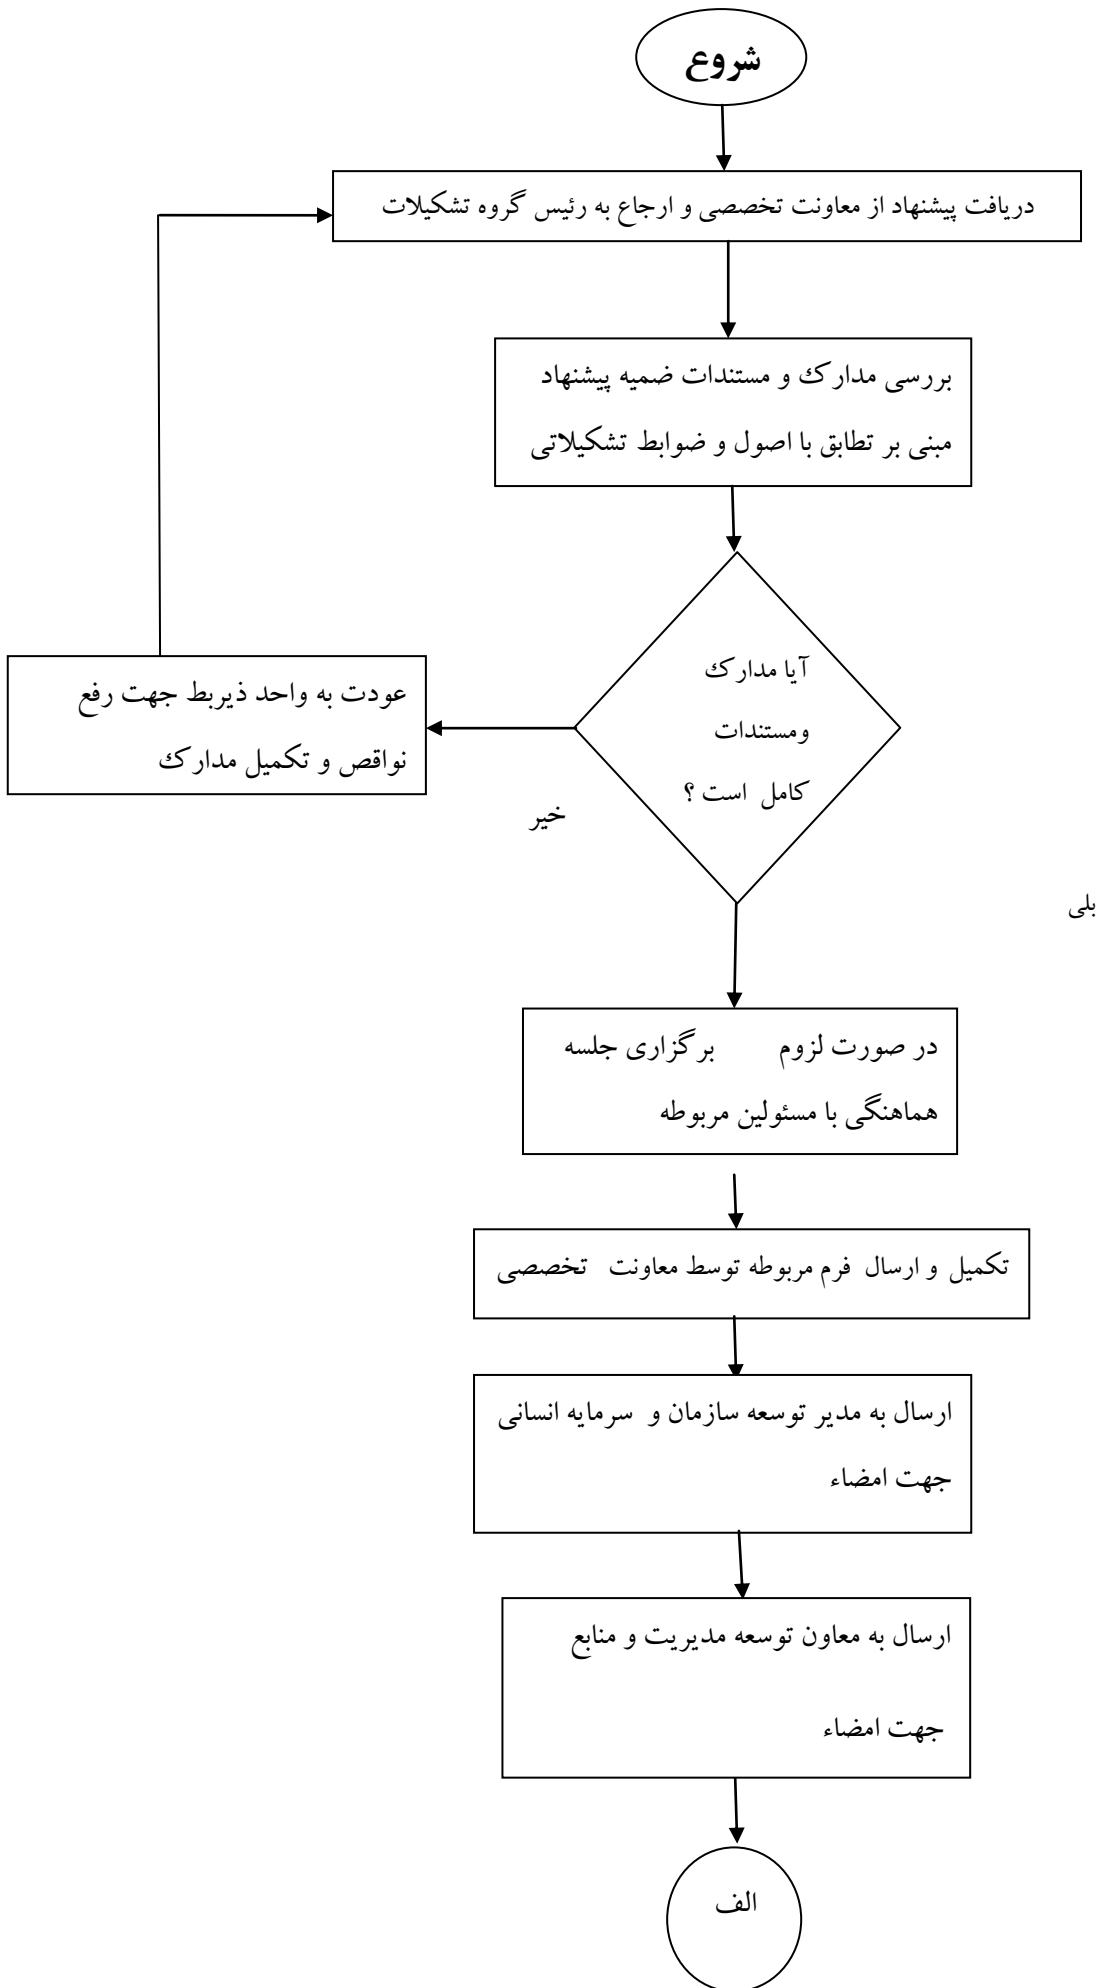 شروع
دریافت پیشنهاد از معاونت تخصصی و ارجاع به رئیس گروه تشکیلات
بررسی مدارک و مستندات ضمیه پیشنهاد
مبنی بر تطابق با اصول و ضوابط تشکیلاتی
آیا مدارک
ومستندات
کامل است ؟
عودت به واحد ذیربط جهت رفع
نواقص و تکمیل مدارک
خیر
بلی
در صورت لزوم برگزاری جلسه
هماهنگی با مسئولین مربوطه
تکمیل و ارسال فرم مربوطه توسط معاونت تخصصی
ارسال به مدیر توسعه سازمان و سرمایه انسانی
جهت امضاء
ارسال به معاون توسعه مدیریت و منابع
جهت امضاء
الف